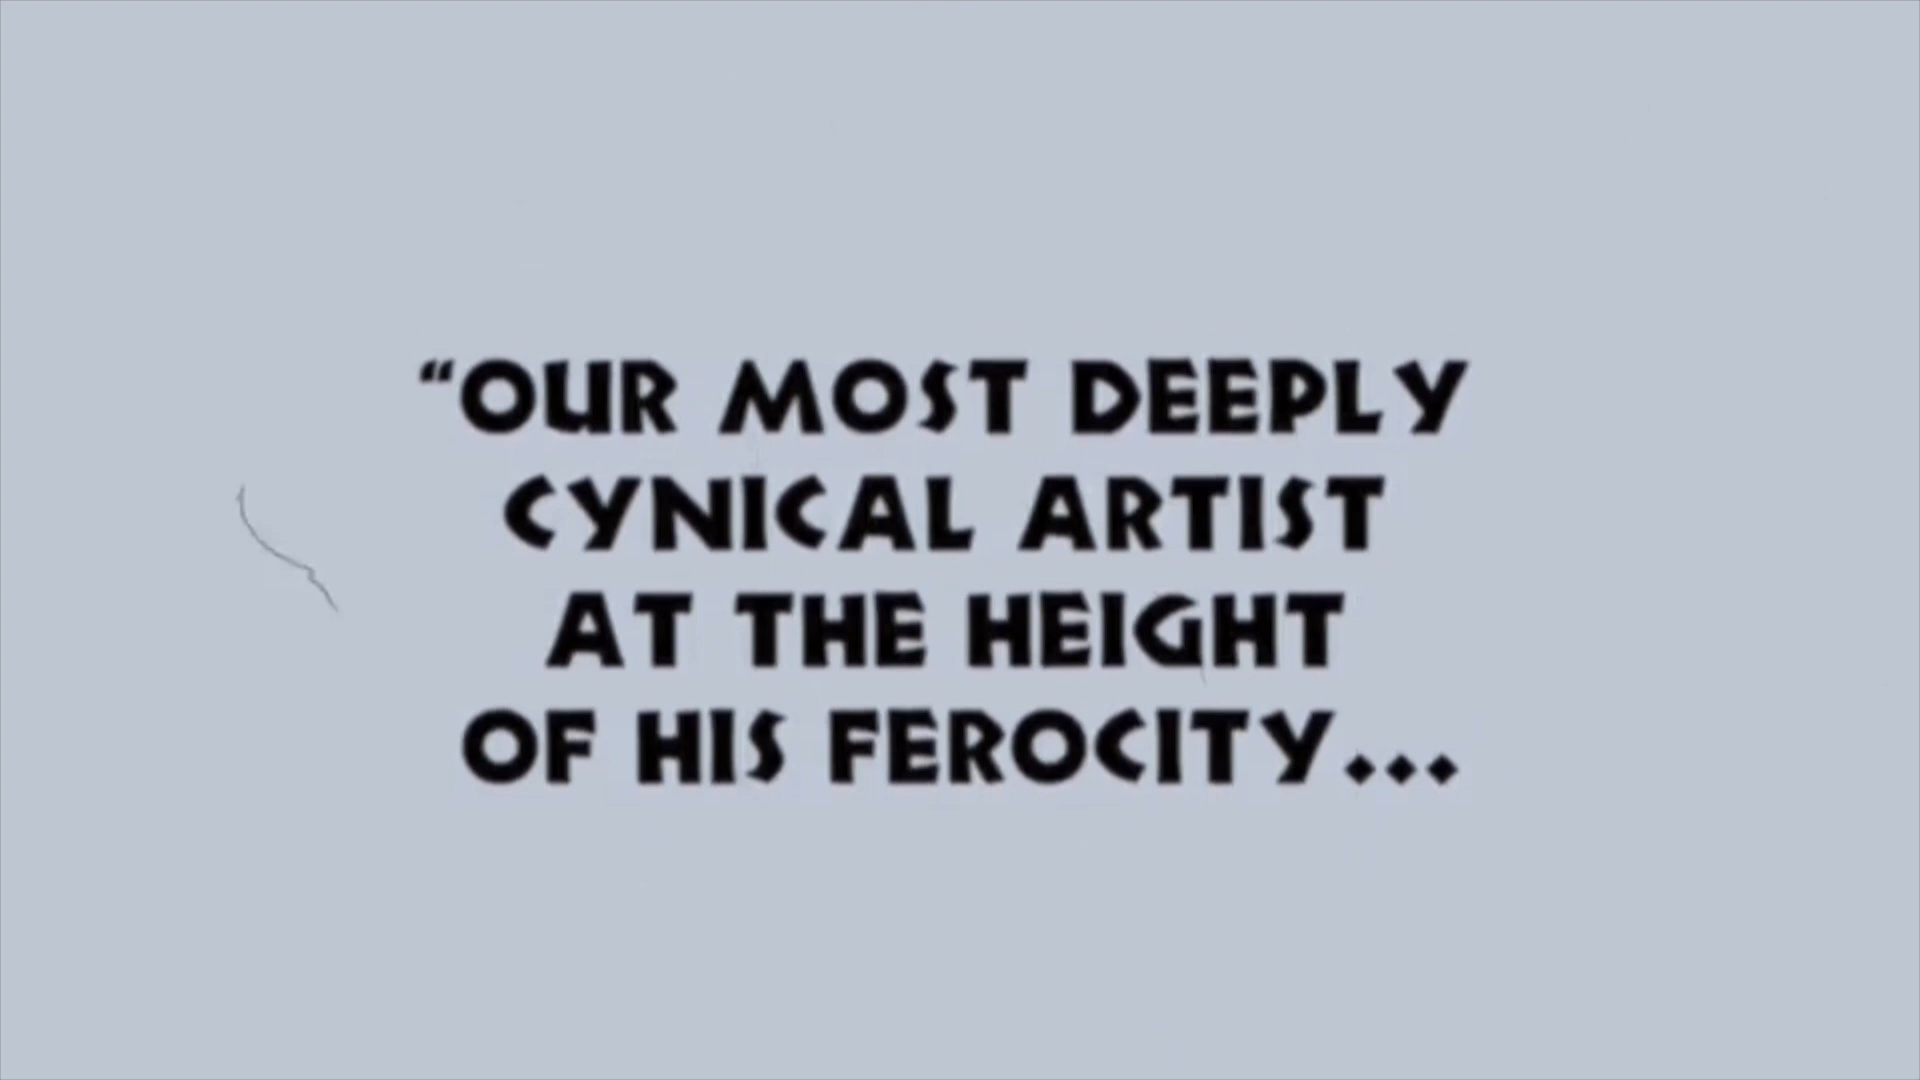 “OUR MOST DEEPLY
CYNICAL ARTIST
AT THE HEIGHT
OF HIS FEROCITY...